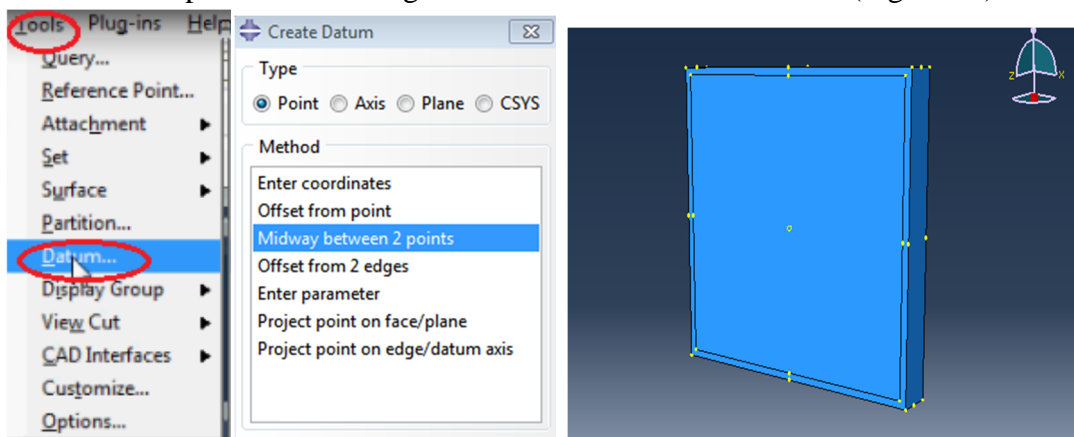 Tools Plug-ins Help
Query...
Reference Point...
Attachment
Set
Surface
Partition...
Datum...
Display Group
View Cut
CAD Interfaces
Customize...
Options...
Create Datum
Type
Point Axis Plane CSYS
Method
Enter coordinates
Offset from point
Midway between 2 points
Offset from 2 edges
Enter parameter
Project point on face/plane
Project point on edge/datum axis
Z X